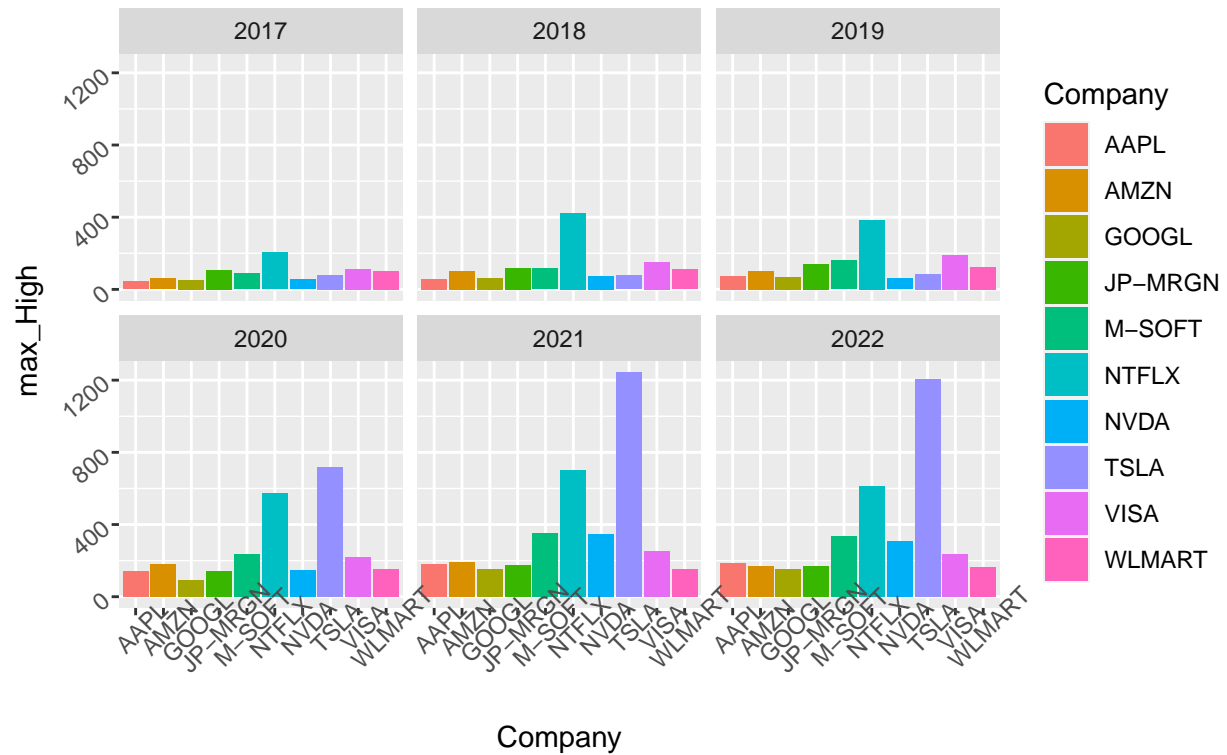 2017
2018
2019
1200
800
400
0
2020
2021
2022
1200
800
400
0
max_High
AAPL
AMZN
GOOGL
JP−MRGN
M−SOFT
NTFLX
NVDA
TSLA
VISA
WLMART
AAPL
AMZN
GOOGL
JP−MRGN
M−SOFT
NTFLX
NVDA
TSLA
VISA
WLMART
AAPL
AMZN
GOOGL
JP−MRGN
M−SOFT
NTFLX
NVDA
TSLA
VISA
WLMART
Company
Company
AAPL
AMZN
GOOGL
JP−MRGN
M−SOFT
NTFLX
NVDA
TSLA
VISA
WLMART